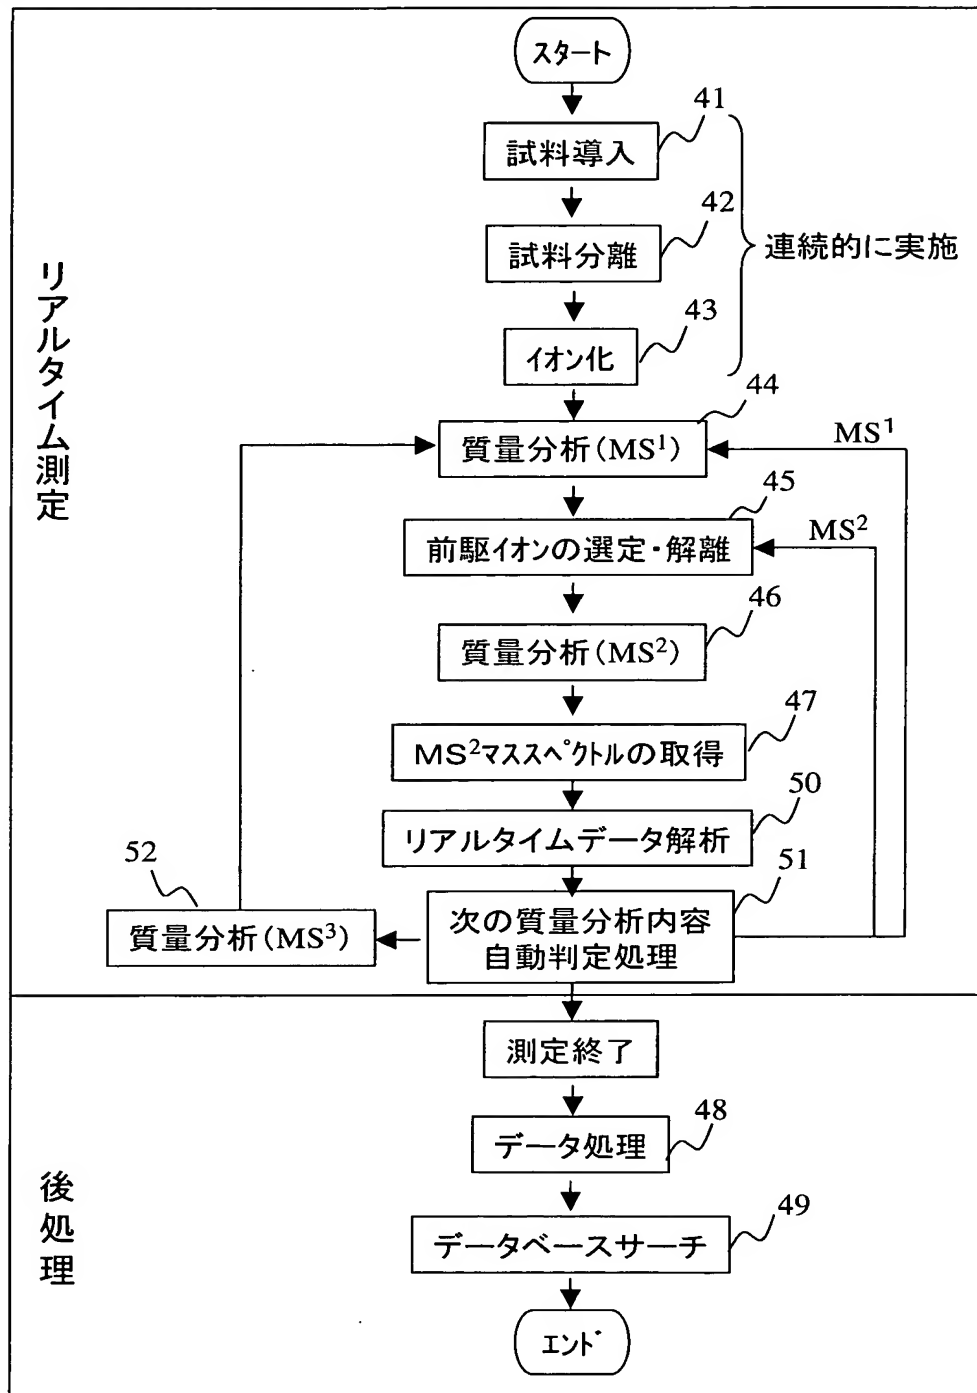 スタート
41
試料導入
42
試料分離
連続的に実施
43
イオン化
44
質量分析(MS¹)
MS¹
45
前駆イオンの選定・解離
MS²
46
質量分析(MS²)
47
MS²マススペクトルの取得
50
リアルタイムデータ解析
52
51
質量分析(MS³)
次の質量分析内容
自動判定処理
リアルタイム測定
測定終了
48
データ処理
49
データベースサーチ
エンド
後処理